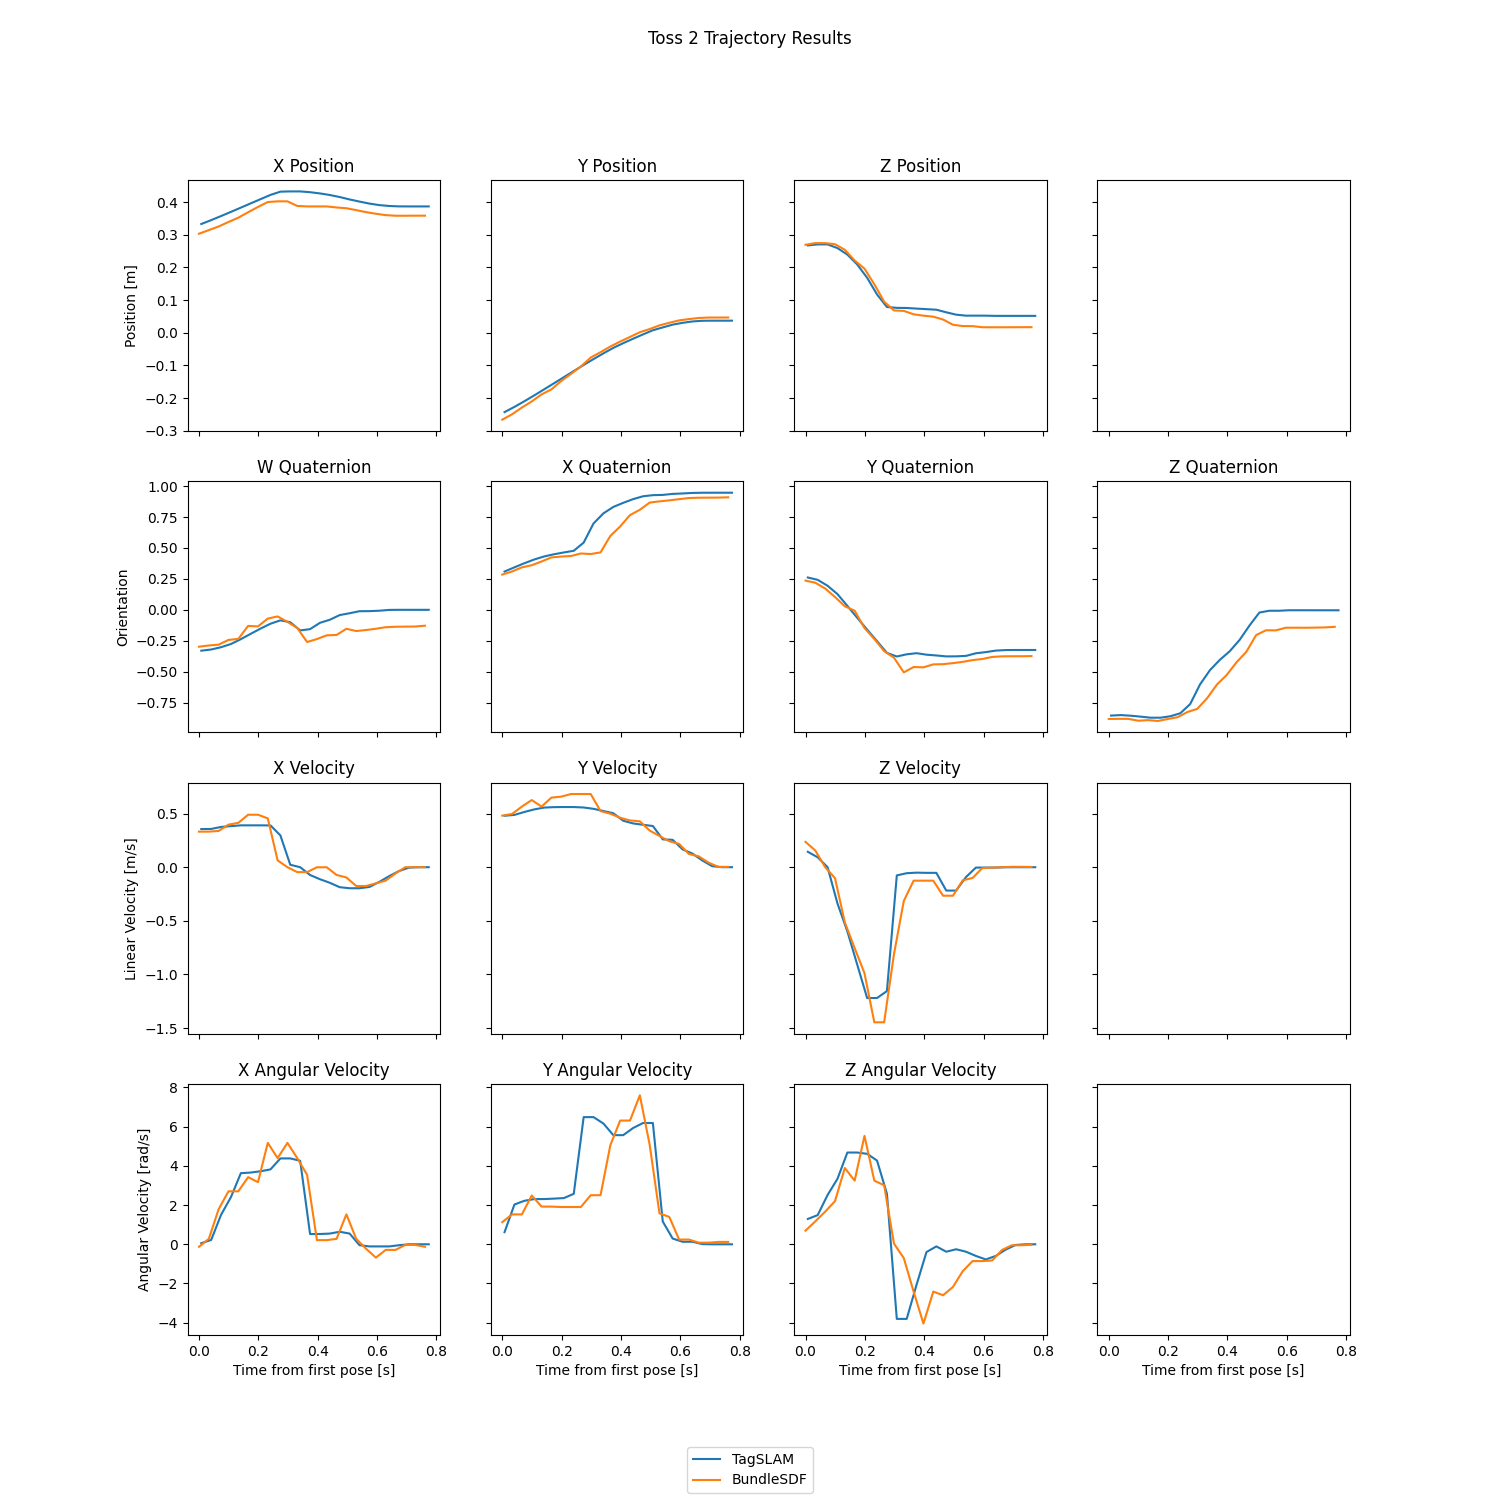 Toss 2 Trajectory Results
X Position
Y Position
Z Position
Position [m]
0.4
0.3
0.2
0.1
0.0
−0.1
−0.2
−0.3
W Quaternion
X Quaternion
Y Quaternion
Z Quaternion
Orientation
1.00
0.75
0.50
0.25
0.00
−0.25
−0.50
−0.75
X Velocity
Y Velocity
Z Velocity
Linear Velocity [m/s]
0.5
0.0
−0.5
−1.0
−1.5
X Angular Velocity
Y Angular Velocity
Z Angular Velocity
Angular Velocity [rad/s]
8
6
4
2
0
−2
−4
0.0 0.2 0.4 0.6 0.8
0.0 0.2 0.4 0.6 0.8
0.0 0.2 0.4 0.6 0.8
0.0 0.2 0.4 0.6 0.8
Time from first pose [s]
Time from first pose [s]
Time from first pose [s]
Time from first pose [s]
TagSLAM
BundleSDF